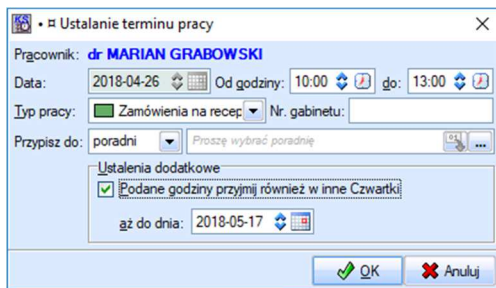 KS
• ¤ Ustalanie terminu pracy
Pracownik: dr MARIAN GRABOWSKI
Data: 2018-04-26 Od godziny: 10:00 do: 13:00
Typ pracy: Zamówienia na recep Nr. gabinetu:
Przypisz do: poradni Proszę wybrać poradnię ...
Ustalenia dodatkowe
Podane godziny przyjmij również w inne Czwartki
aż do dnia: 2018-05-17
OK Anuluj